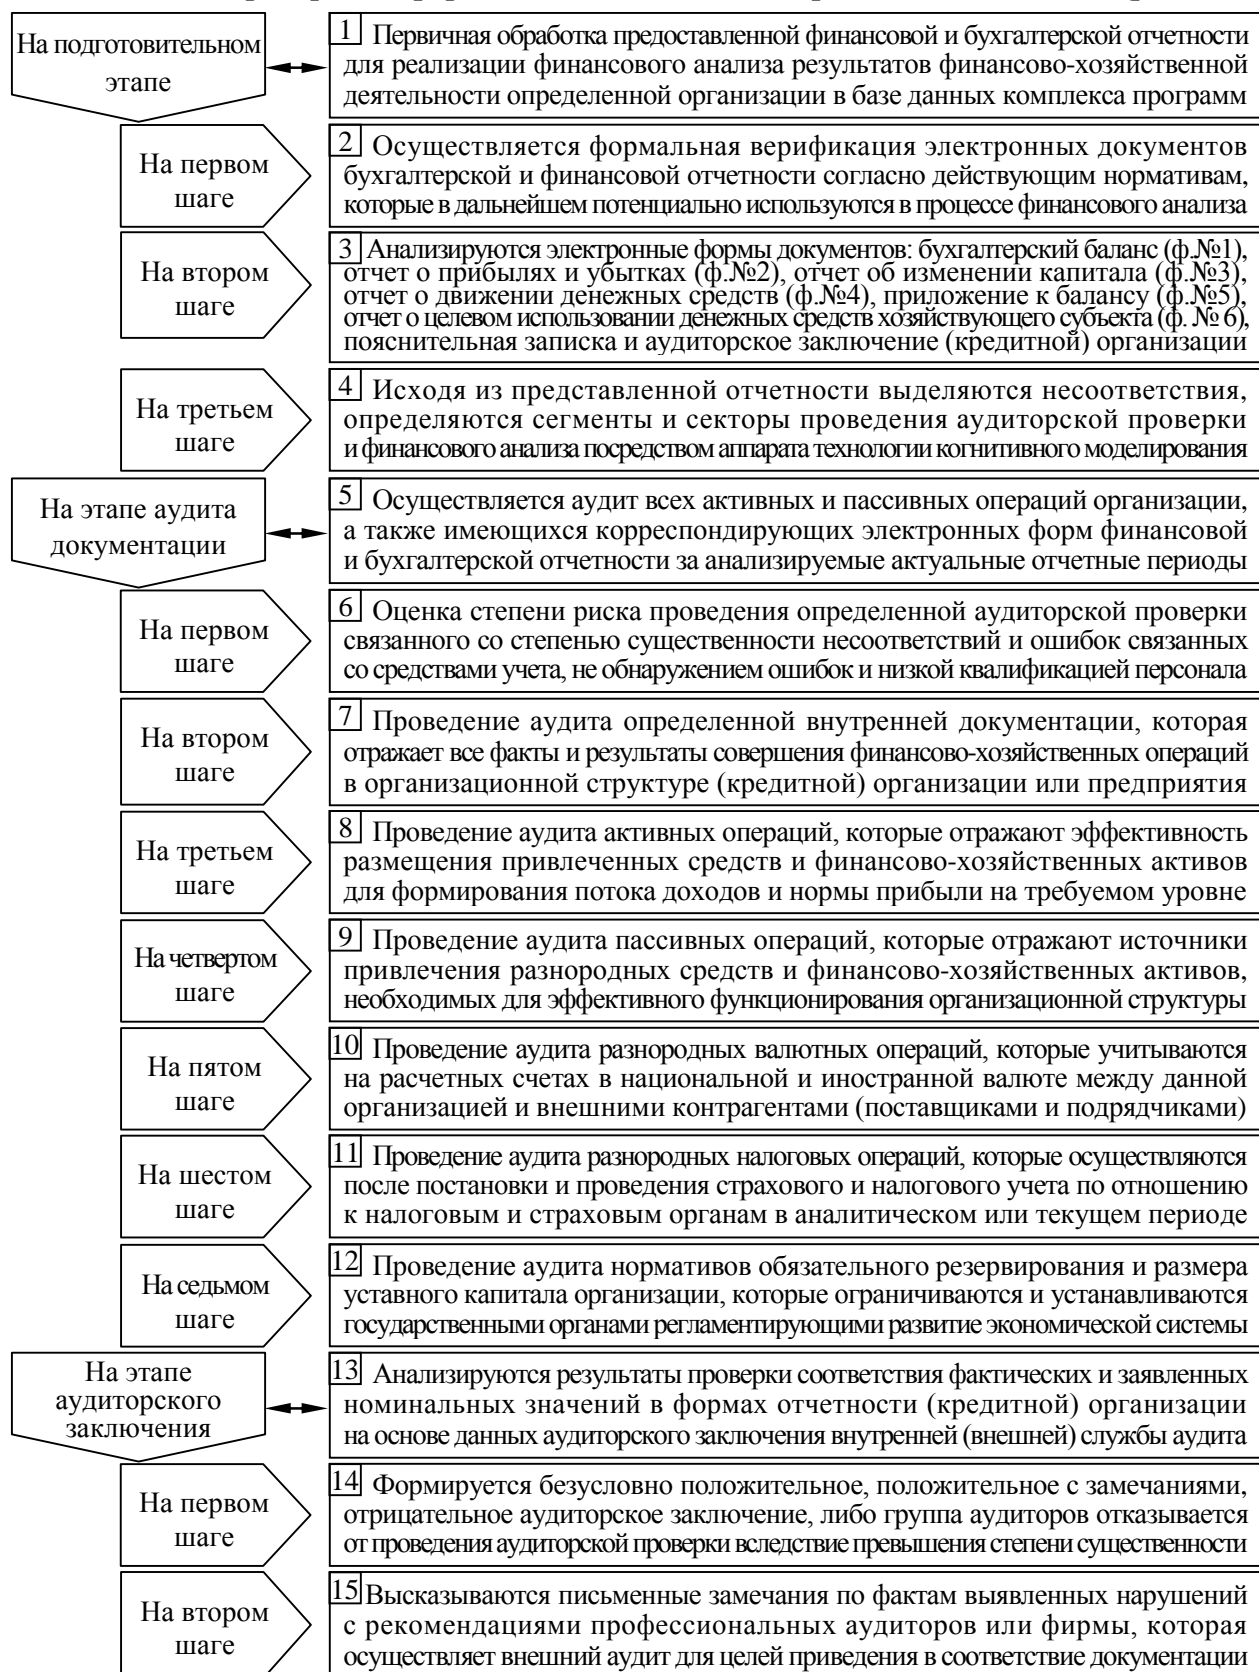 На подготовительном
этапе
1 Первичная обработка предоставленной финансовой и бухгалтерской отчетности
для реализации финансового анализа результатов финансово-хозяйственной
деятельности определенной организации в базе данных комплекса программ
На первом
шаге
2 Осуществляется формальная верификация электронных документов
бухгалтерской и финансовой отчетности согласно действующим нормативам,
которые в дальнейшем потенциально используются в процессе финансового анализа
На втором
шаге
3 Анализируются электронные формы документов: бухгалтерский баланс (ф.№1),
отчет о прибылях и убытках (ф.№2), отчет об изменении капитала (ф.№3),
отчет о движении денежных средств (ф.№4), приложение к балансу (ф.№5),
отчет о целевом использовании денежных средств хозяйствующего субъекта (ф. № 6),
пояснительная записка и аудиторское заключение (кредитной) организации
На третьем
шаге
4 Исходя из представленной отчетности выделяются несоответствия,
определяются сегменты и секторы проведения аудиторской проверки
и финансового анализа посредством аппарата технологии когнитивного моделирования
На этапе аудита
документации
5 Осуществляется аудит всех активных и пассивных операций организации,
а также имеющихся корреспондирующих электронных форм финансовой
и бухгалтерской отчетности за анализируемые актуальные отчетные периоды
На первом
шаге
6 Оценка степени риска проведения определенной аудиторской проверки
связанного со степенью существенности несоответствий и ошибок связанных
со средствами учета, не обнаружением ошибок и низкой квалификацией персонала
На втором
шаге
7 Проведение аудита определенной внутренней документации, которая
отражает все факты и результаты совершения финансово-хозяйственных операций
в организационной структуре (кредитной) организации или предприятия
На третьем
шаге
8 Проведение аудита активных операций, которые отражают эффективность
размещения привлеченных средств и финансово-хозяйственных активов
для формирования потока доходов и нормы прибыли на требуемом уровне
На четвертом
шаге
9 Проведение аудита пассивных операций, которые отражают источники
привлечения разнородных средств и финансово-хозяйственных активов,
необходимых для эффективного функционирования организационной структуры
На пятом
шаге
10 Проведение аудита разнородных валютных операций, которые учитываются
на расчетных счетах в национальной и иностранной валюте между данной
организацией и внешними контрагентами (поставщиками и подрядчиками)
На шестом
шаге
11 Проведение аудита разнородных налоговых операций, которые осуществляются
после постановки и проведения страхового и налогового учета по отношению
к налоговым и страховым органам в аналитическом или текущем периоде
На седьмом
шаге
12 Проведение аудита нормативов обязательного резервирования и размера
уставного капитала организации, которые ограничиваются и устанавливаются
государственными органами регламентирующими развитие экономической системы
На этапе
аудиторского
заключения
13 Анализируются результаты проверки соответствия фактических и заявленных
номинальных значений в формах отчетности (кредитной) организации
на основе данных аудиторского заключения внутренней (внешней) службы аудита
На первом
шаге
14 Формируется безусловно положительное, положительное с замечаниями,
отрицательное аудиторское заключение, либо группа аудиторов отказывается
от проведения аудиторской проверки вследствие превышения степени существенности
На втором
шаге
15 Высказываются письменные замечания по фактам выявленных нарушений
с рекомендациями профессиональных аудиторов или фирмы, которая
осуществляет внешний аудит для целей приведения в соответствие документации